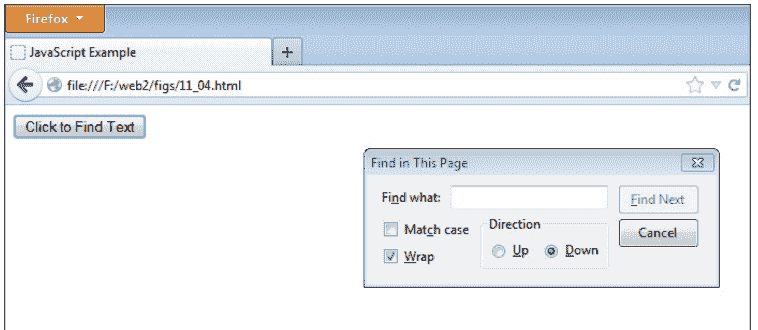 Firefox
JavaScript Example
file:///F:/web2/figs/11_04.html
Click to Find Text
Find in This Page
Find what:
Find Next
Match case
Direction
Cancel
Wrap
Up
Down